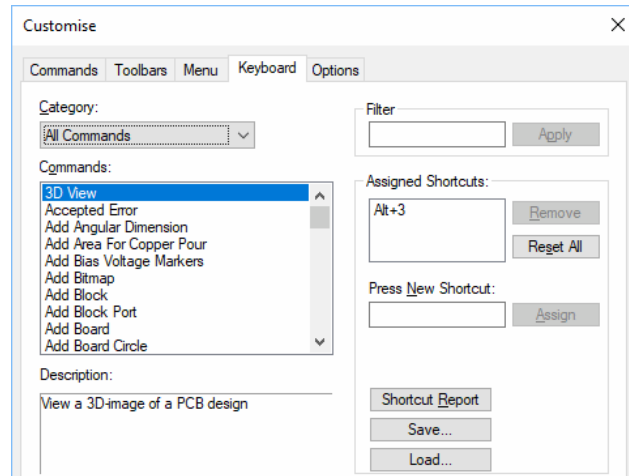 Customise
Commands Toolbars Menu Keyboard Options
Category:
All Commands
Commands:
3D View
Accepted Error
Add Angular Dimension
Add Area For Copper Pour
Add Bias Voltage Markers
Add Bitmap
Add Block
Add Block Port
Add Board
Add Board Circle
Description:
View a 3D-image of a PCB design
Filter
Apply
Assigned Shortcuts:
Alt+3
Remove
Reset All
Press New Shortcut:
Assign
Shortcut Report
Save...
Load...